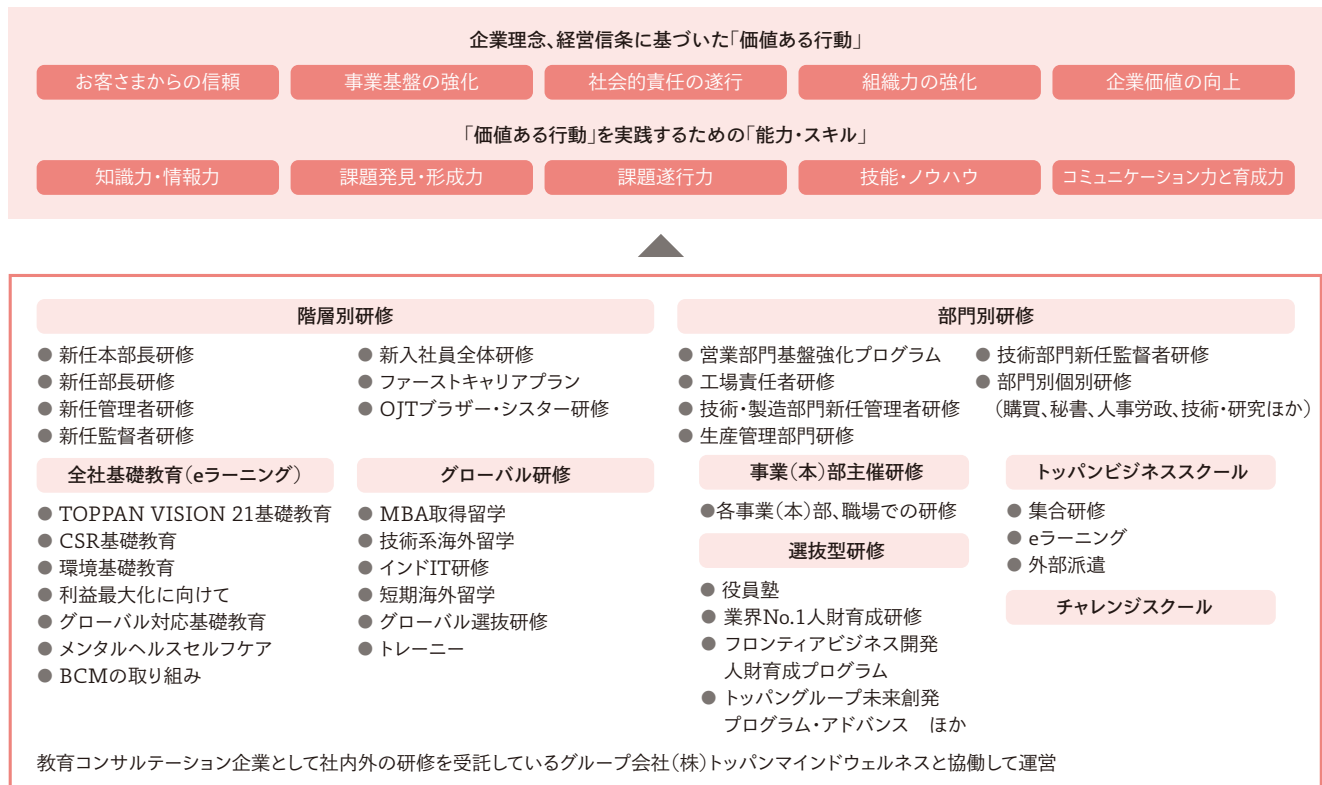 企業理念、経営信条に基づいた「価値ある行動」
お客さまからの信頼
事業基盤の強化
社会的責任の遂行
組織力の強化
企業価値の向上
「価値ある行動」を実践するための「能力・スキル」
知識力・情報力
課題発見・形成力
課題遂行力
技能・ノウハウ
コミュニケーション力と育成力
階層別研修
● 新任本部長研修
● 新任部長研修
● 新任管理者研修
● 新任監督者研修
● 新入社員全体研修
● ファーストキャリアプラン
● OJTブラザー・シスター研修
部門別研修
● 営業部門基盤強化プログラム
● 工場責任者研修
● 技術・製造部門新任管理者研修
● 生産管理部門研修
● 技術部門新任監督者研修
● 部門別個別研修
（購買、秘書、人事労政、技術・研究ほか）
全社基礎教育（eラーニング）
● TOPPAN VISION 21基礎教育
● CSR基礎教育
● 環境基礎教育
● 利益最大化に向けて
● グローバル対応基礎教育
● メンタルヘルスセルフケア
● BCMの取り組み
グローバル研修
● MBA取得留学
● 技術系海外留学
● インドIT研修
● 短期海外留学
● グローバル選抜研修
● トレーニー
事業（本）部主催研修
●各事業（本）部、職場での研修
選抜型研修
● 役員塾
● 業界No.1人財育成研修
● フロンティアビジネス開発
人財育成プログラム
● トッパングループ未来創発
プログラム・アドバンス　ほか
トッパンビジネススクール
● 集合研修
● eラーニング
● 外部派遣
チャレンジスクール
教育コンサルテーション企業として社内外の研修を受託しているグループ会社（株）トッパンマインドウェルネスと協働して運営